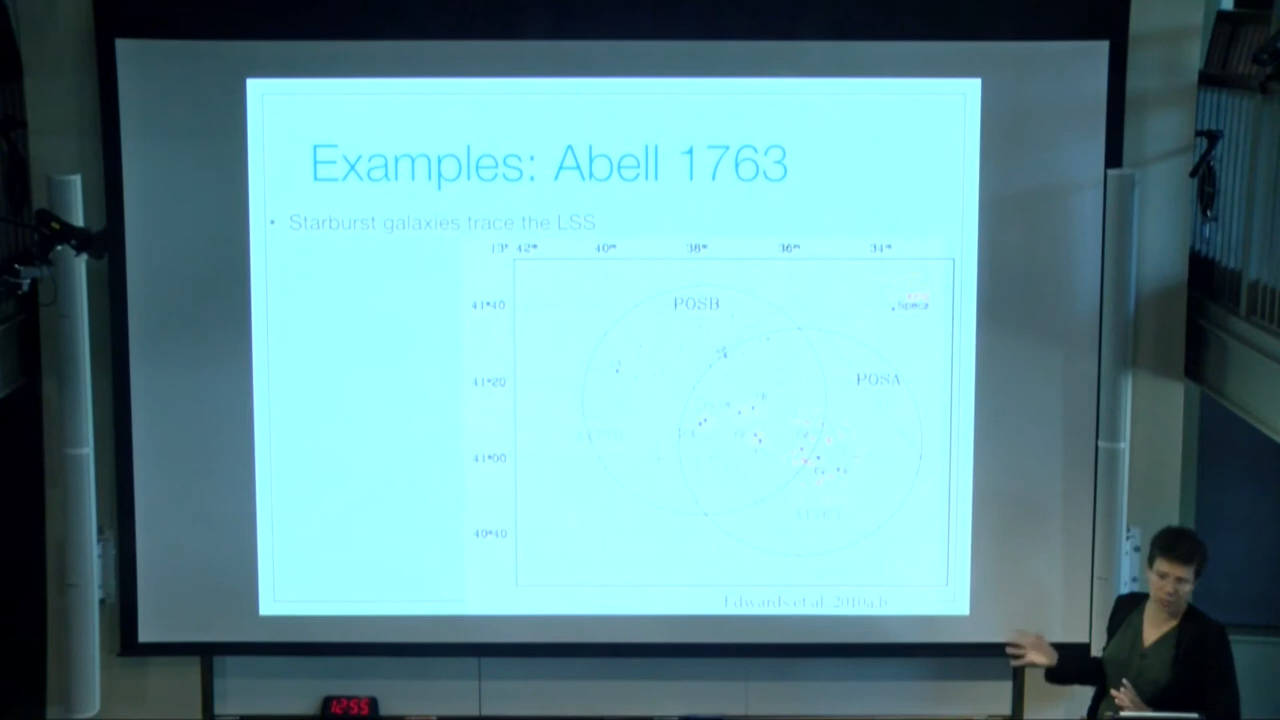 Examples: Abell 1763
• Starburst galaxies trace the LSS
13ʰ 42ᵐ 40ᵐ 38ᵐ 36ᵐ 34ᵐ
POSB
41°40
Specz
41°20
POSA
41°00
A1763
40°40
Edwards et al. 2010a,b
12:55